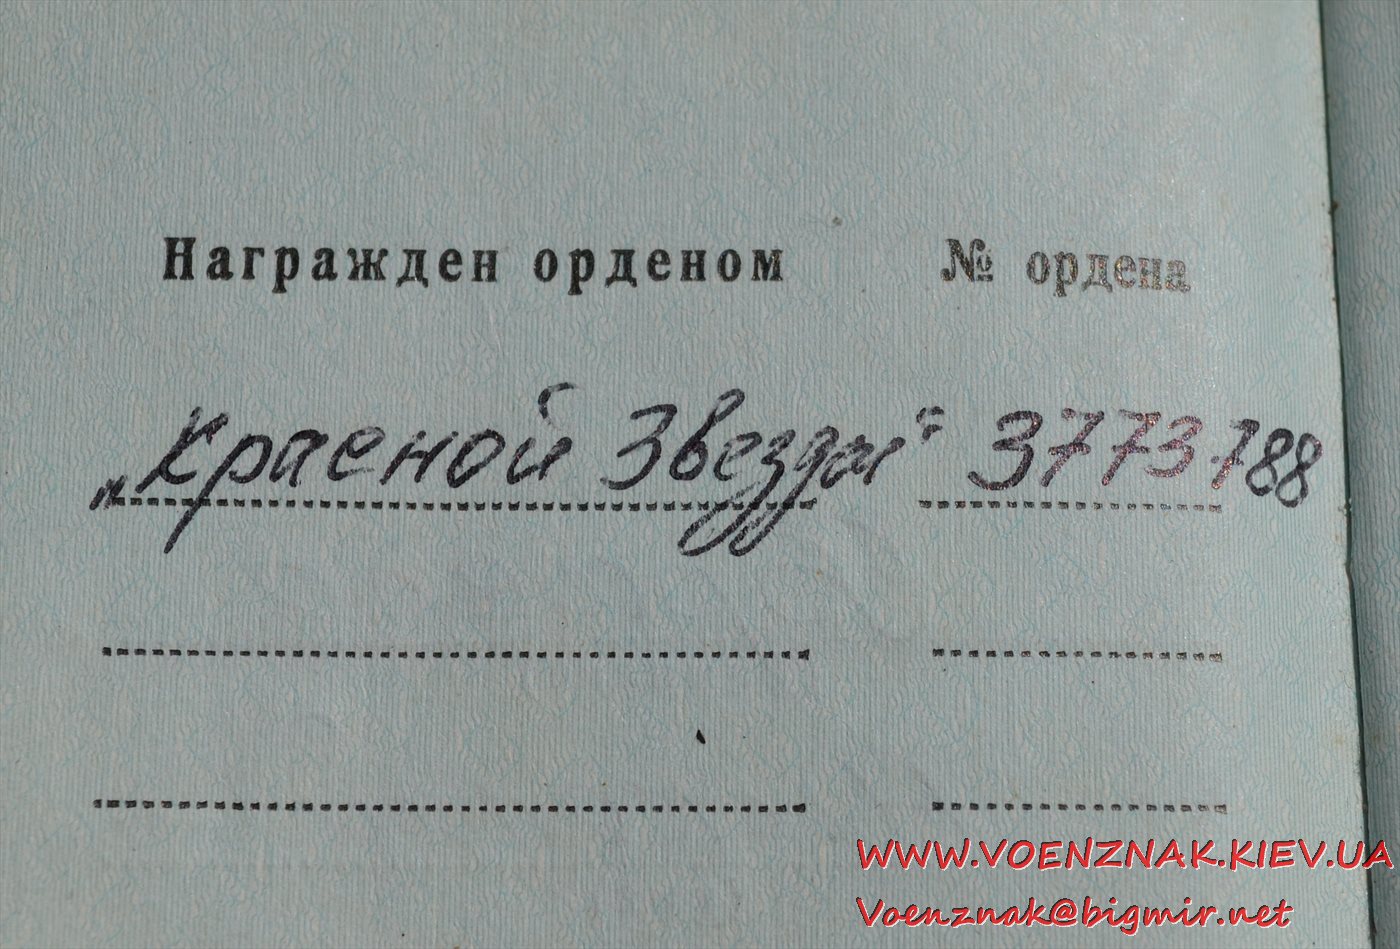 Награжден орденом № ордена
„Красной Звезды“ 3773788
WWW.VOENZNAK.KIEV.UA
Voenznak@bigmir.net